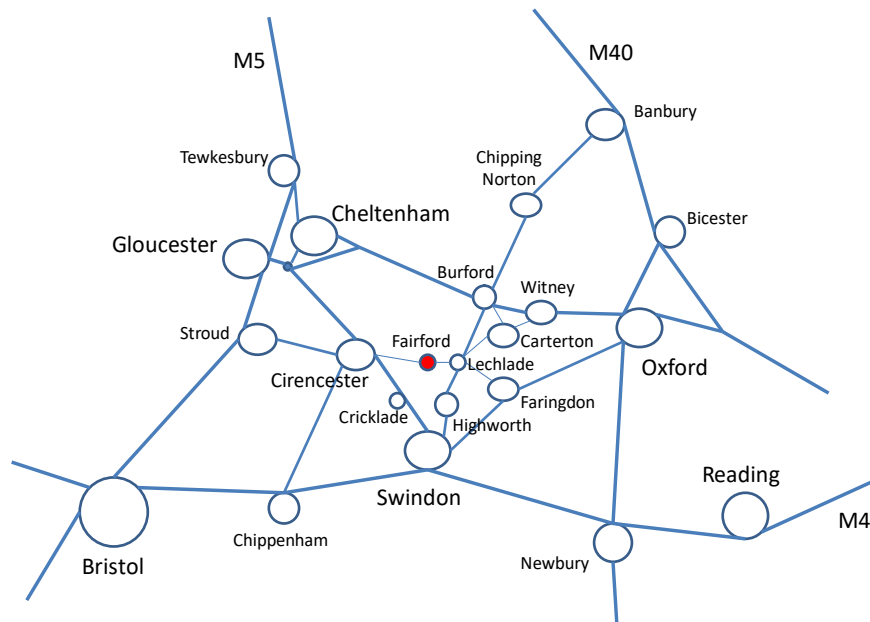 M5
M40
Banbury
Tewkesbury
Chipping
Norton
Cheltenham
Bicester
Gloucester
Burford
Witney
Stroud
Fairford
Carterton
Lechlade
Oxford
Cirencester
Faringdon
Cricklade
Highworth
Reading
Swindon
M4
Chippenham
Newbury
Bristol